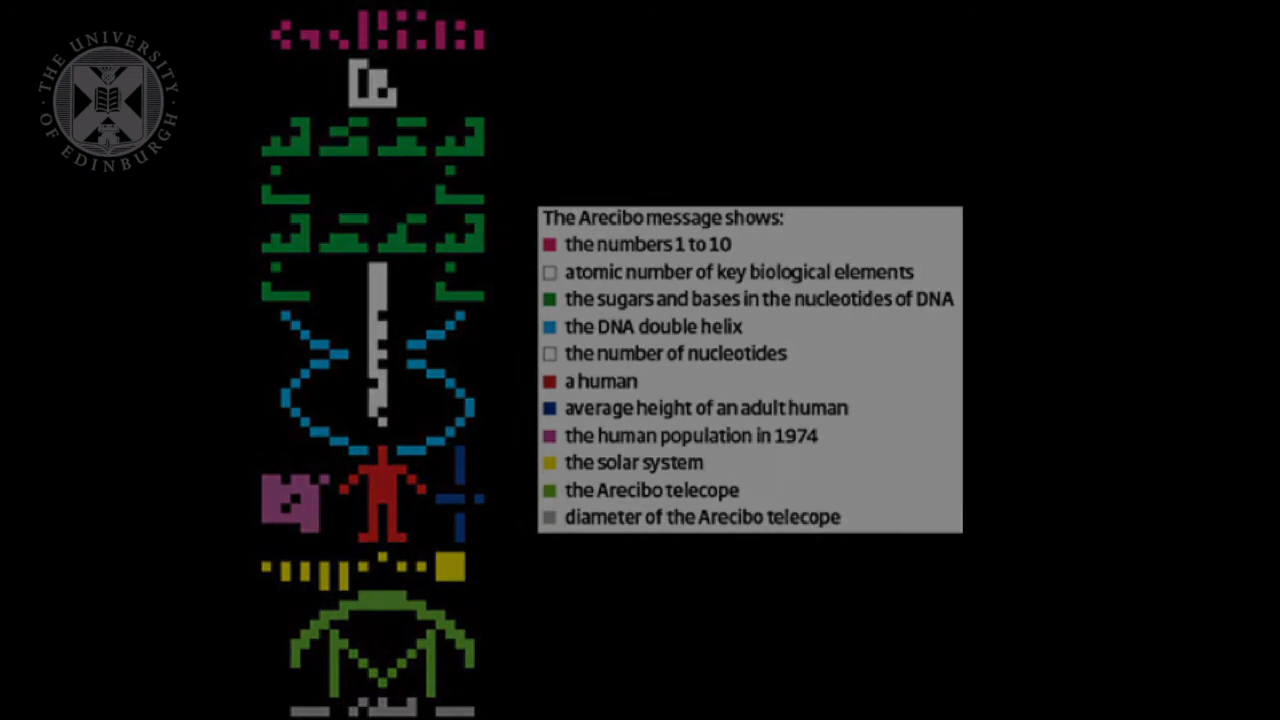 THE UNIVERSITY
OF EDINBURGH
The Arecibo message shows:
the numbers 1 to 10
atomic number of key biological elements
the sugars and bases in the nucleotides of DNA
the DNA double helix
the number of nucleotides
a human
average height of an adult human
the human population in 1974
the solar system
the Arecibo telecope
diameter of the Arecibo telecope